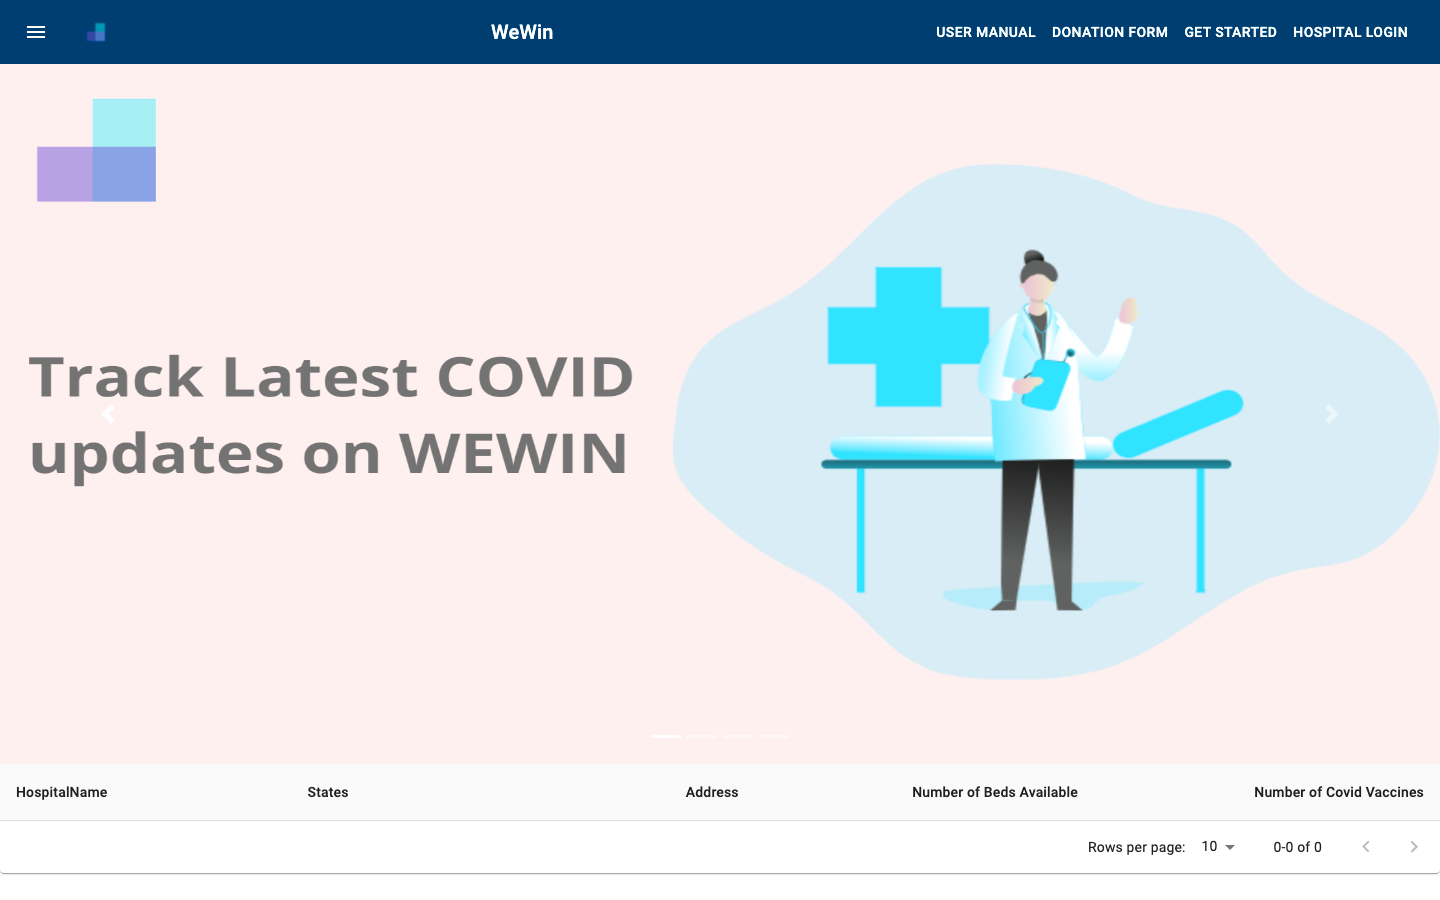 WeWin
USER MANUAL
DONATION FORM
GET STARTED
HOSPITAL LOGIN
Track Latest COVID
updates on WEWIN
HospitalName
States
Address
Number of Beds Available
Number of Covid Vaccines
Rows per page:
10
0-0 of 0